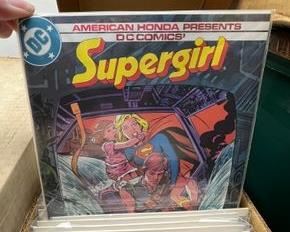 DC
AMERICAN HONDA PRESENTS
DC COMICS'
Supergirl